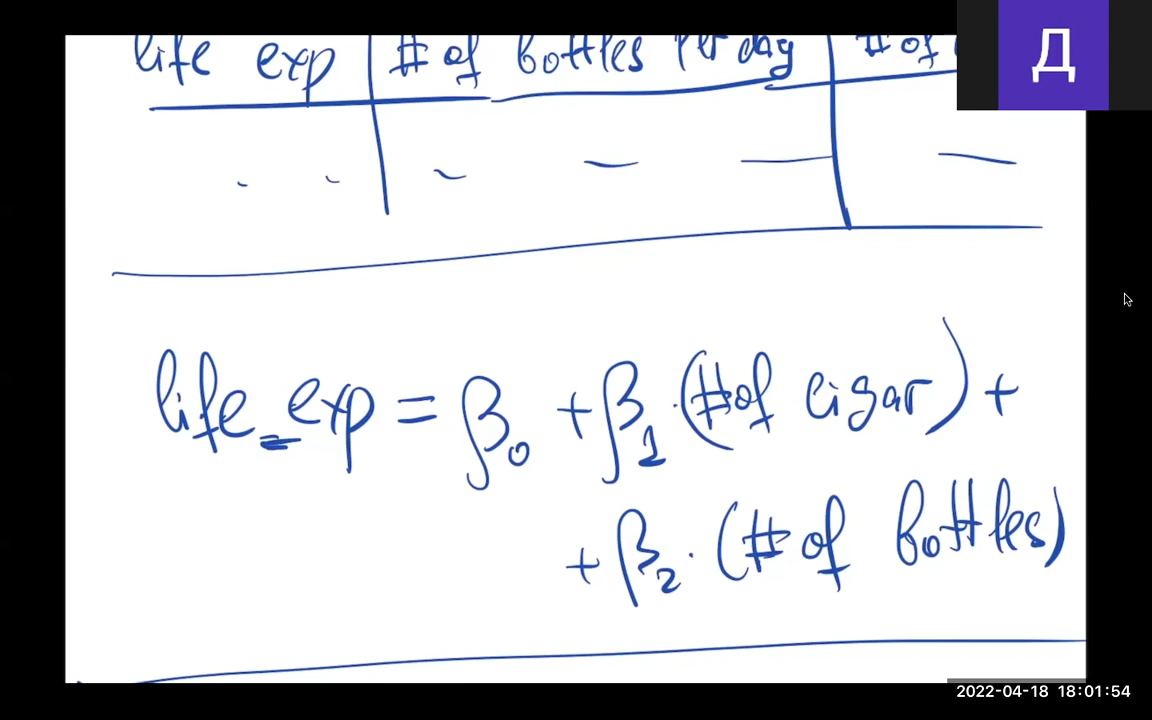 life exp | # of bottles per day | # of
Д
life_exp = β₀ + β₁·(# of cigar) +
+ β₂·(# of bottles)
2022-04-18 18:01:54